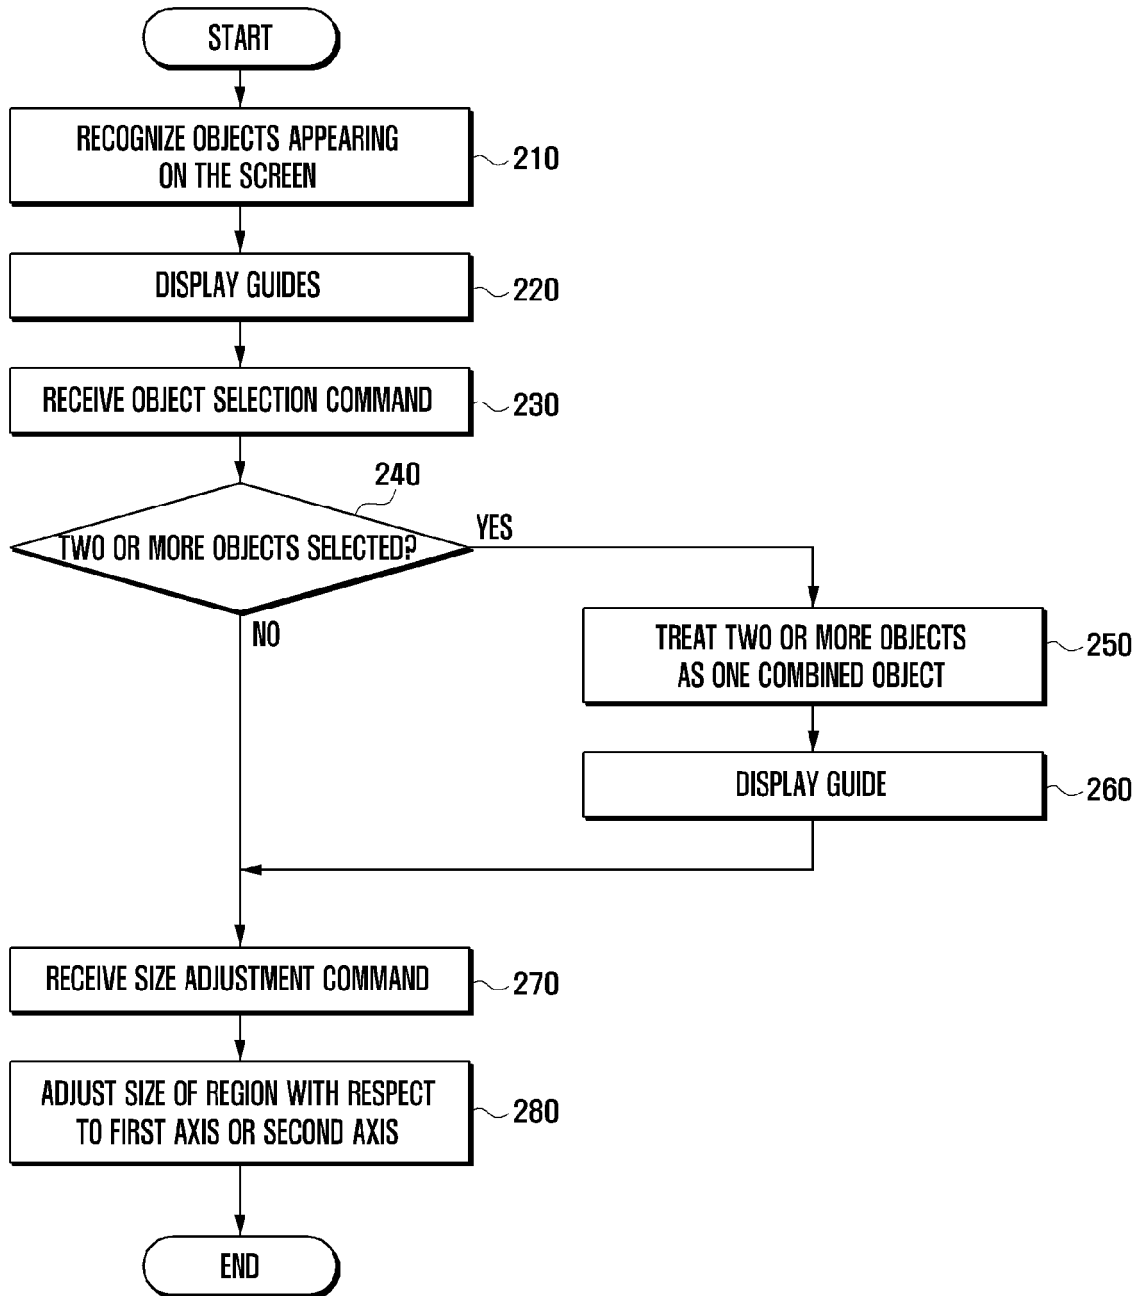 START
RECOGNIZE OBJECTS APPEARING
ON THE SCREEN
210
DISPLAY GUIDES
220
RECEIVE OBJECT SELECTION COMMAND
230
240
TWO OR MORE OBJECTS SELECTED?
YES
NO
TREAT TWO OR MORE OBJECTS
AS ONE COMBINED OBJECT
250
DISPLAY GUIDE
260
RECEIVE SIZE ADJUSTMENT COMMAND
270
ADJUST SIZE OF REGION WITH RESPECT
TO FIRST AXIS OR SECOND AXIS
280
END